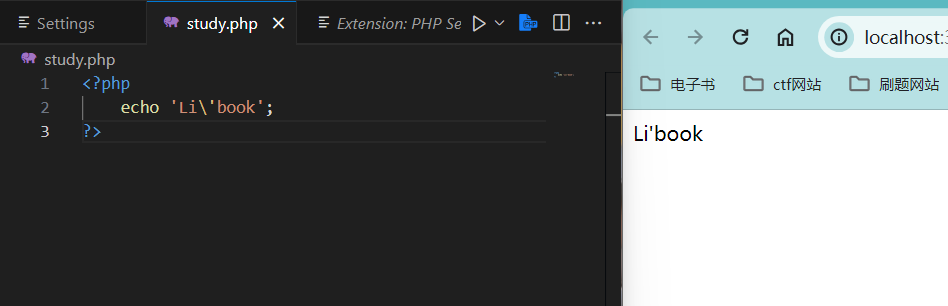 Settings
study.php
Extension: PHP Se
PHP
study.php
1 <?php
2 echo 'Li\'book';
3 ?>
localhost:3
电子书
ctf网站
刷题网站
Li'book